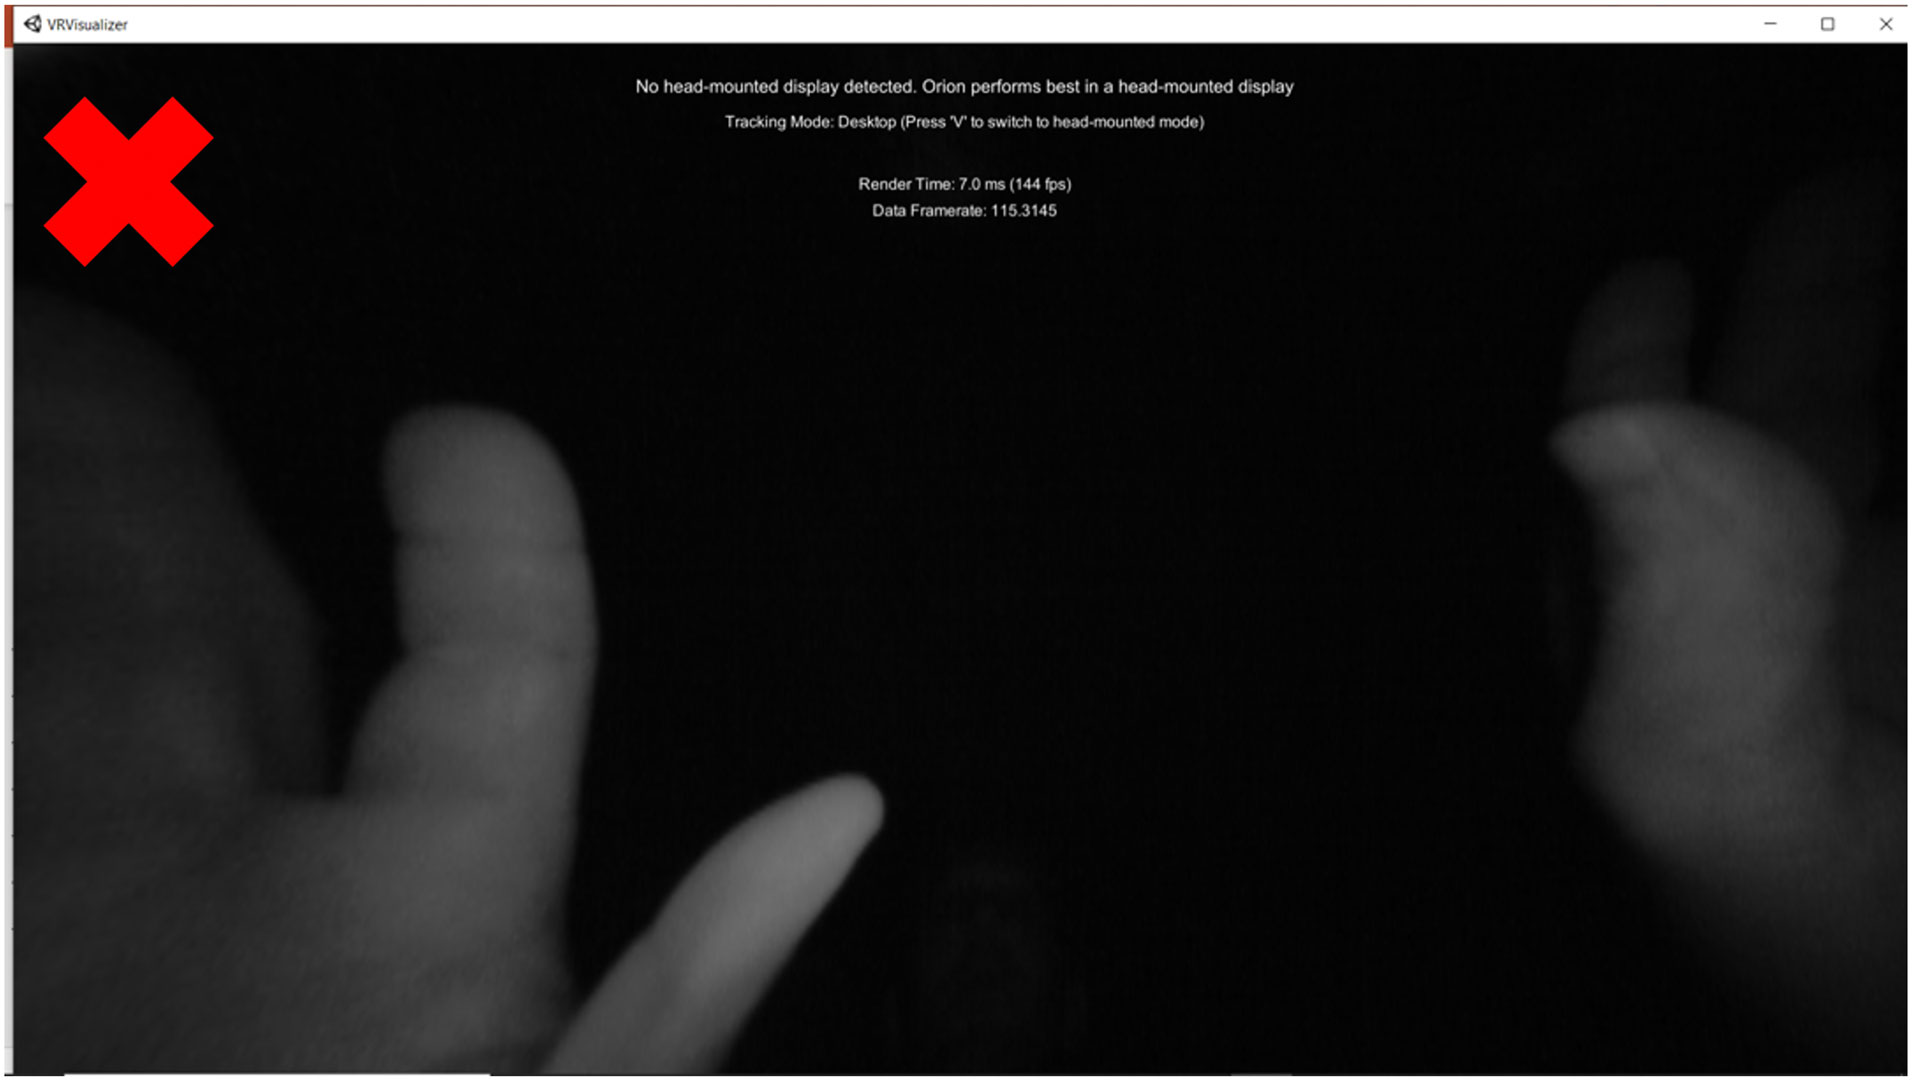 VRVisualizer
No head-mounted display detected. Orion performs best in a head-mounted display
Tracking Mode: Desktop (Press 'V' to switch to head-mounted mode)
Render Time: 7.0 ms (144 fps)
Data Framerate: 115.3145